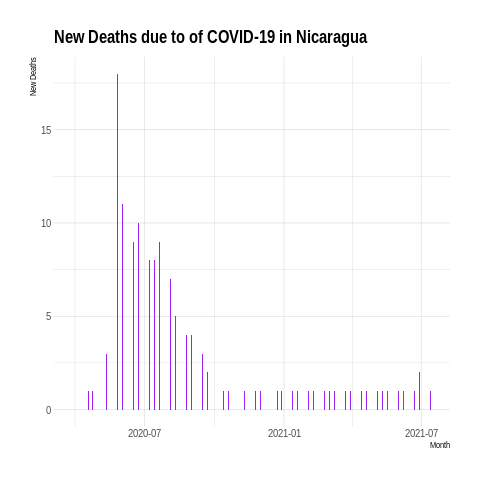 New Deaths due to of COVID-19 in Nicaragua
New Deaths
15
10
5
0
2020-07
2021-01
2021-07
Month